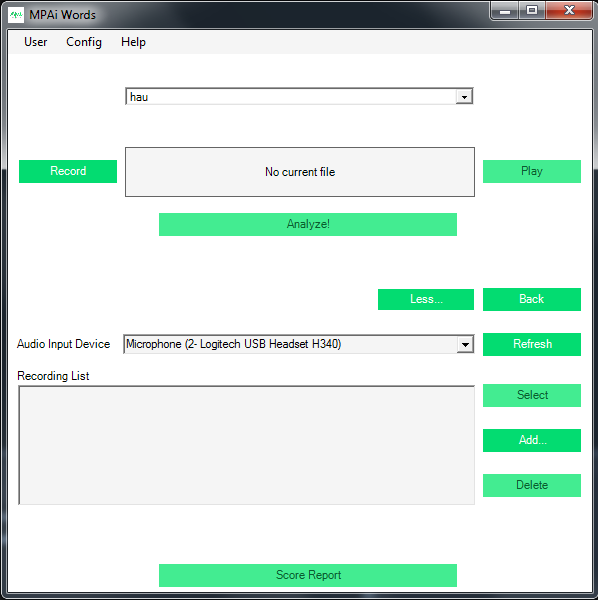 MPAi Words
User Config Help
hau
Record No current file Play
Analyze!
Less... Back
Audio Input Device Microphone (2- Logitech USB Headset H340) Refresh
Recording List
Select
Add...
Delete
Score Report